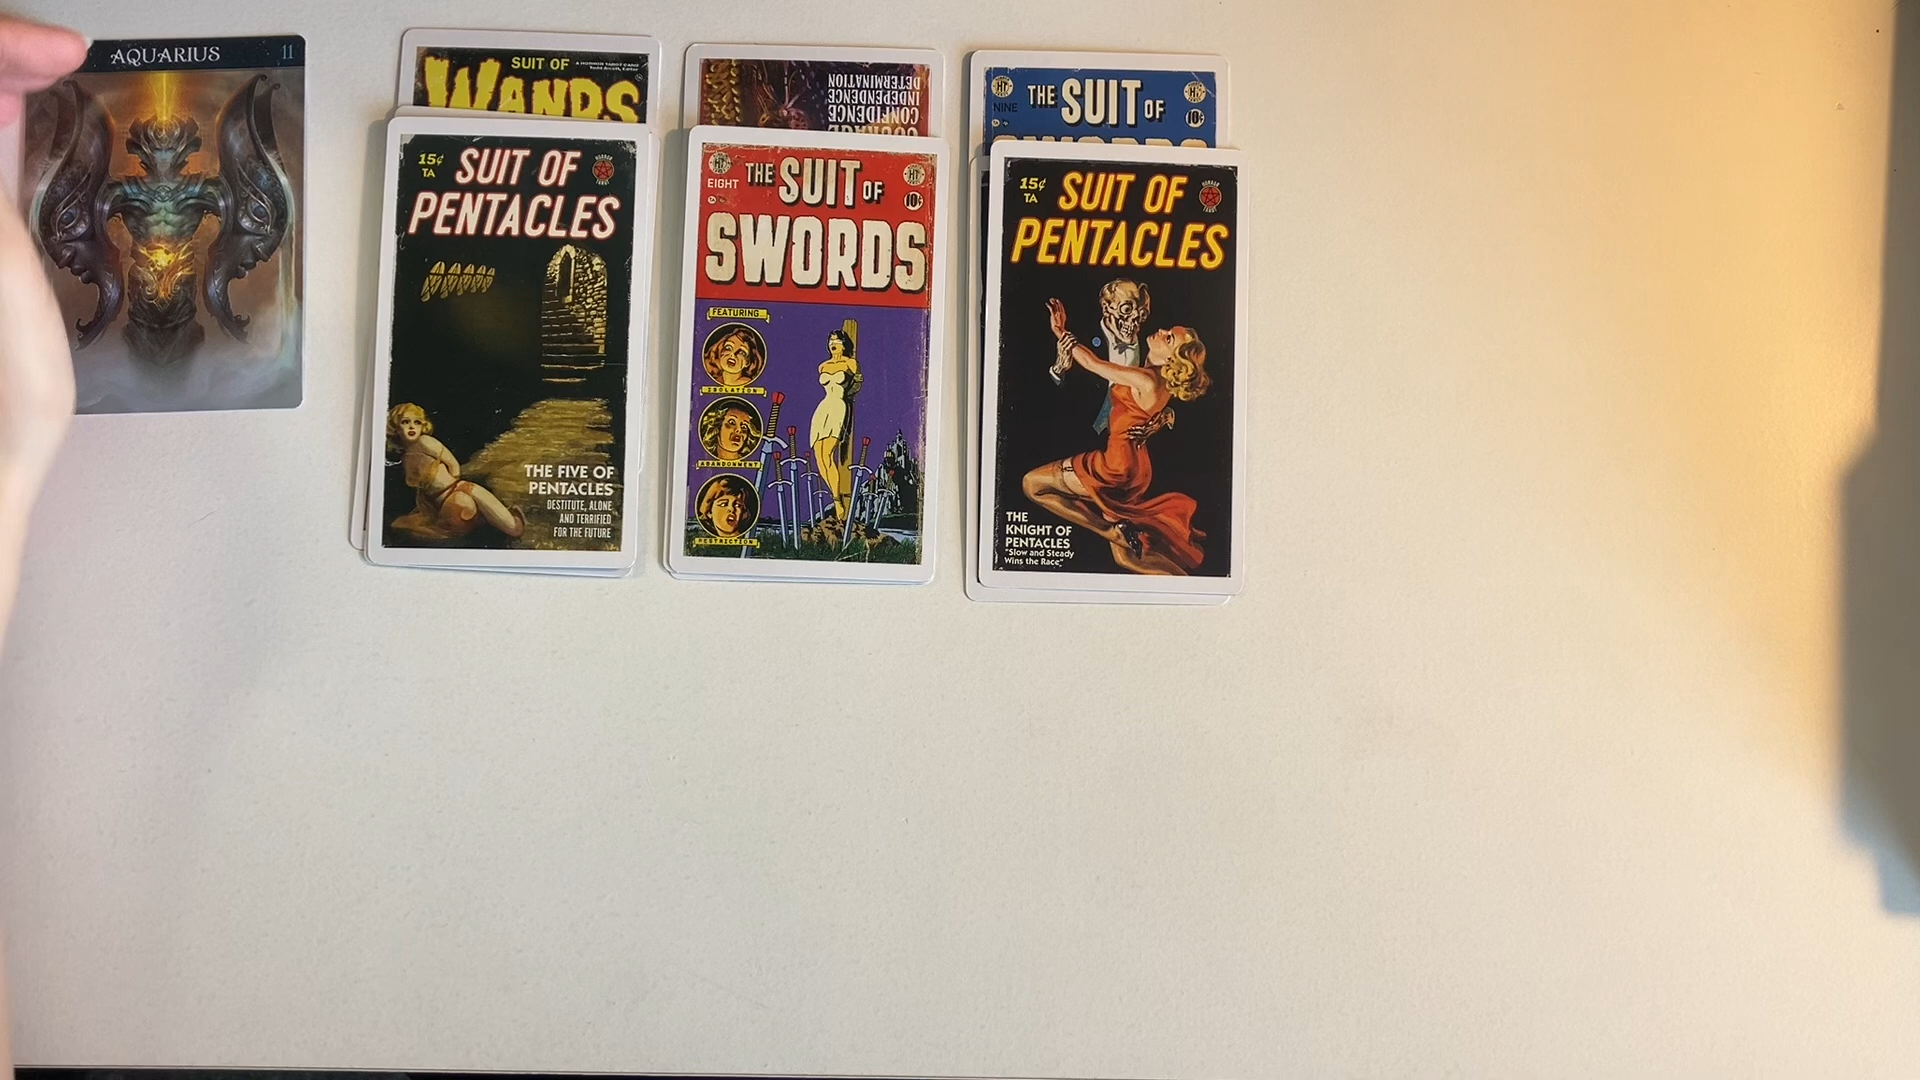 AQUARIUS 11
SUIT OF
WANDS
DETERMINATION
INDEPENDENCE
CONFIDENCE
COURAGE
NINE
THE SUIT OF
10¢
SWORDS
15¢
TA
SUIT OF
PENTACLES
THE FIVE OF
PENTACLES
DESTITUTE, ALONE
AND TERRIFIED
FOR THE FUTURE
EIGHT
THE SUIT OF
10¢
SWORDS
FEATURING...
ISOLATION
ABANDONMENT
RESTRICTION
15¢
TA
SUIT OF
PENTACLES
THE
KNIGHT OF
PENTACLES
"Slow and Steady
Wins the Race"